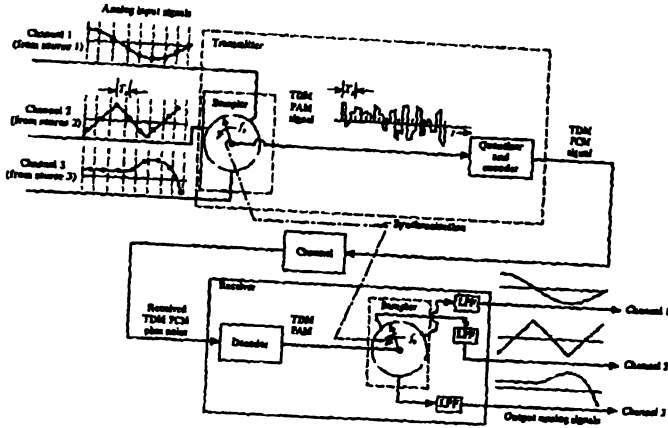 Analog input signals
Channel 1
(from source 1)
Channel 2
(from source 2)
Channel 3
(from source 3)
Transmitter
Sampler
TDM
PAM
signal
Quantizer
and
encoder
TDM
PCM
signal
Synchronization
Channel
Receiver
Received
TDM PCM
plus noise
Decoder
TDM
PAM
Sampler
LPF
LPF
LPF
Channel 1
Channel 2
Channel 3
Output analog signals